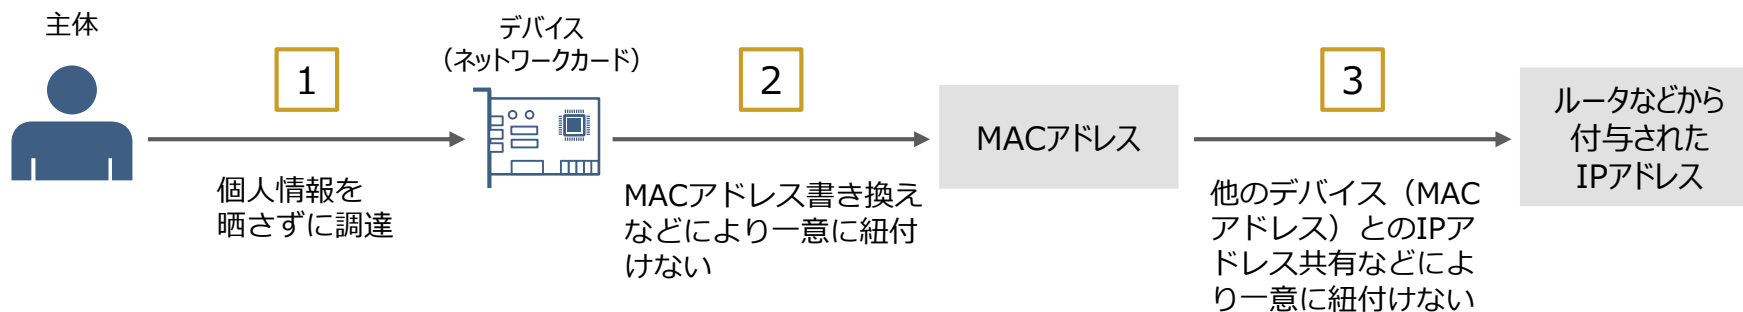 主体
1
個人情報を
晒さずに調達
デバイス
（ネットワークカード）
2
MACアドレス書き換え
などにより一意に紐付
けない
MACアドレス
3
他のデバイス（MAC
アドレス）とのIPア
ドレス共有などによ
り一意に紐付けない
ルータなどから
付与された
IPアドレス